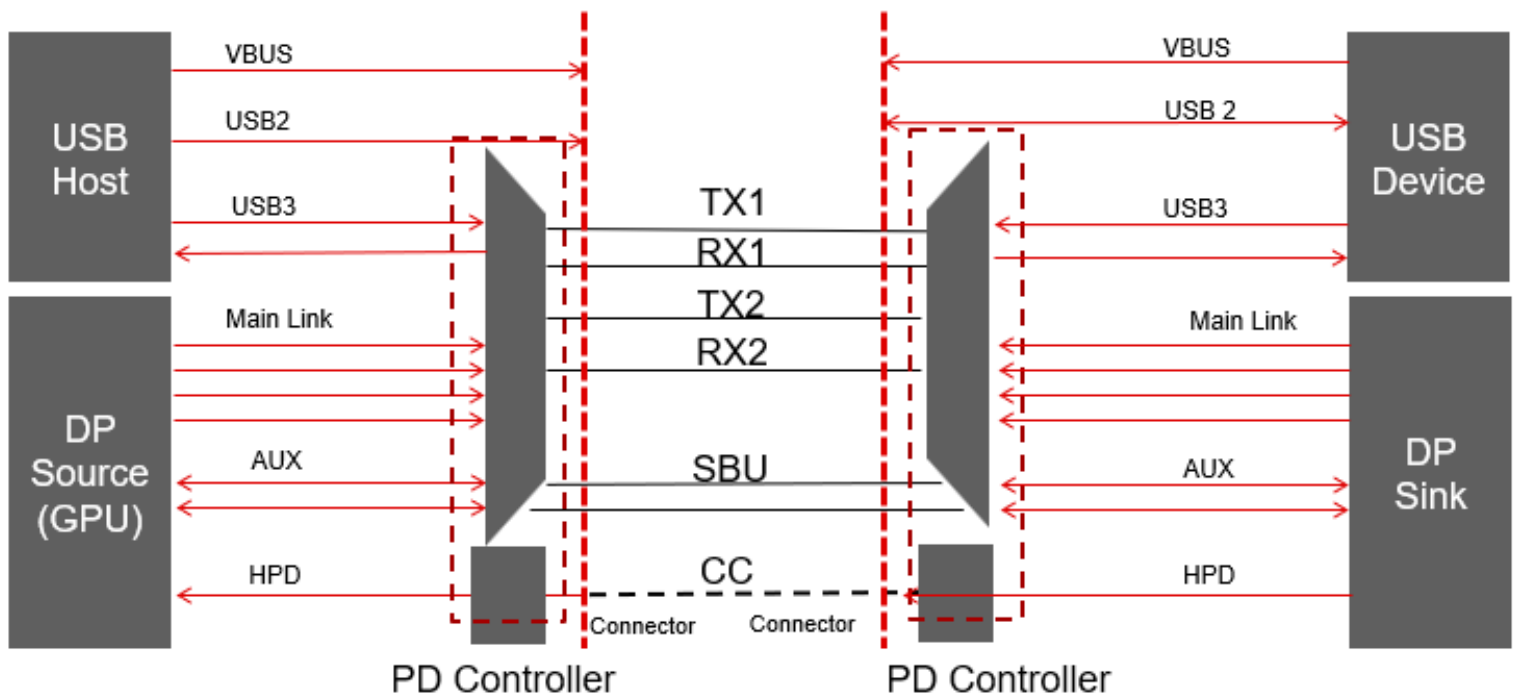 VBUS
USB2
USB3
USB
Host
Main Link
AUX
HPD
DP
Source
(GPU)
TX1
RX1
TX2
RX2
SBU
CC
Connector
Connector
PD Controller
PD Controller
VBUS
USB 2
USB3
USB
Device
Main Link
AUX
HPD
DP
Sink